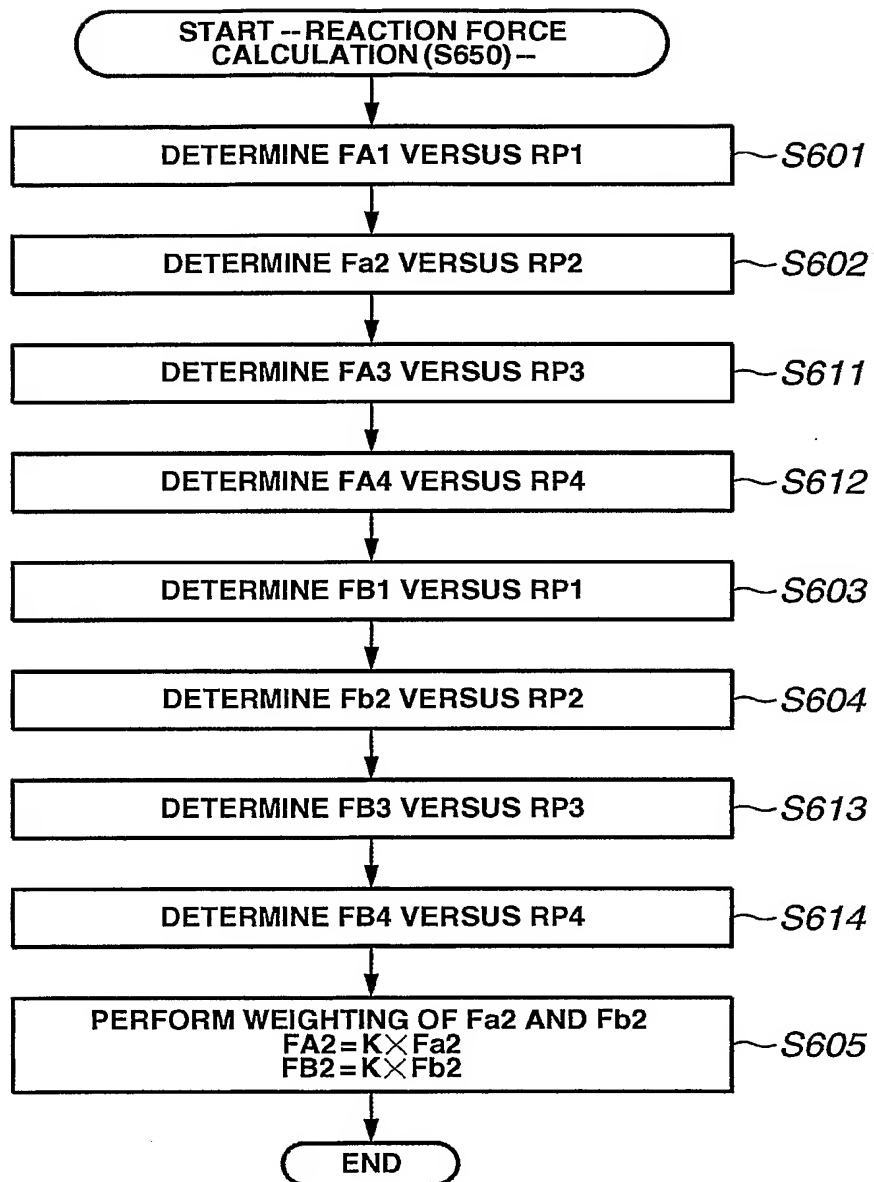 START -- REACTION FORCE
CALCULATION (S650) --
DETERMINE FA1 VERSUS RP1
S601
DETERMINE Fa2 VERSUS RP2
S602
DETERMINE FA3 VERSUS RP3
S611
DETERMINE FA4 VERSUS RP4
S612
DETERMINE FB1 VERSUS RP1
S603
DETERMINE Fb2 VERSUS RP2
S604
DETERMINE FB3 VERSUS RP3
S613
DETERMINE FB4 VERSUS RP4
S614
PERFORM WEIGHTING OF Fa2 AND Fb2
FA2=K×Fa2
FB2=K×Fb2
S605
END